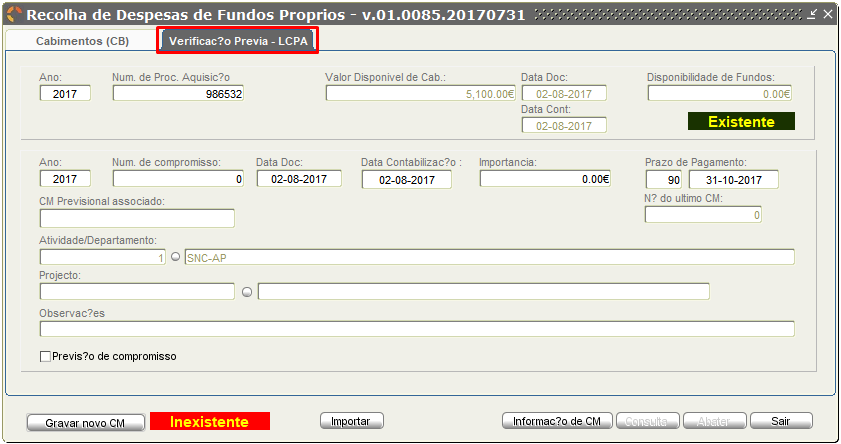 Recolha de Despesas de Fundos Proprios - v.01.0085.20170731
Cabimentos (CB) Verificac?o Previa - LCPA
Ano: Num. de Proc. Aquisic?o Valor Disponivel de Cab.: Data Doc: Disponibilidade de Fundos:
2017 986532 5,100.00€ 02-08-2017 0.00€
Data Cont:
02-08-2017 Existente
Ano: Num. de compromisso: Data Doc: Data Contabilizac?o : Importancia: Prazo de Pagamento:
2017 0 02-08-2017 02-08-2017 0.00€ 90 31-10-2017
CM Previsional associado: N? do ultimo CM:
0
Atividade/Departamento:
1 SNC-AP
Projecto:
Observac?es
Previs?o de compromisso
Gravar novo CM Inexistente Importar Informac?o de CM Consulta Abater Sair